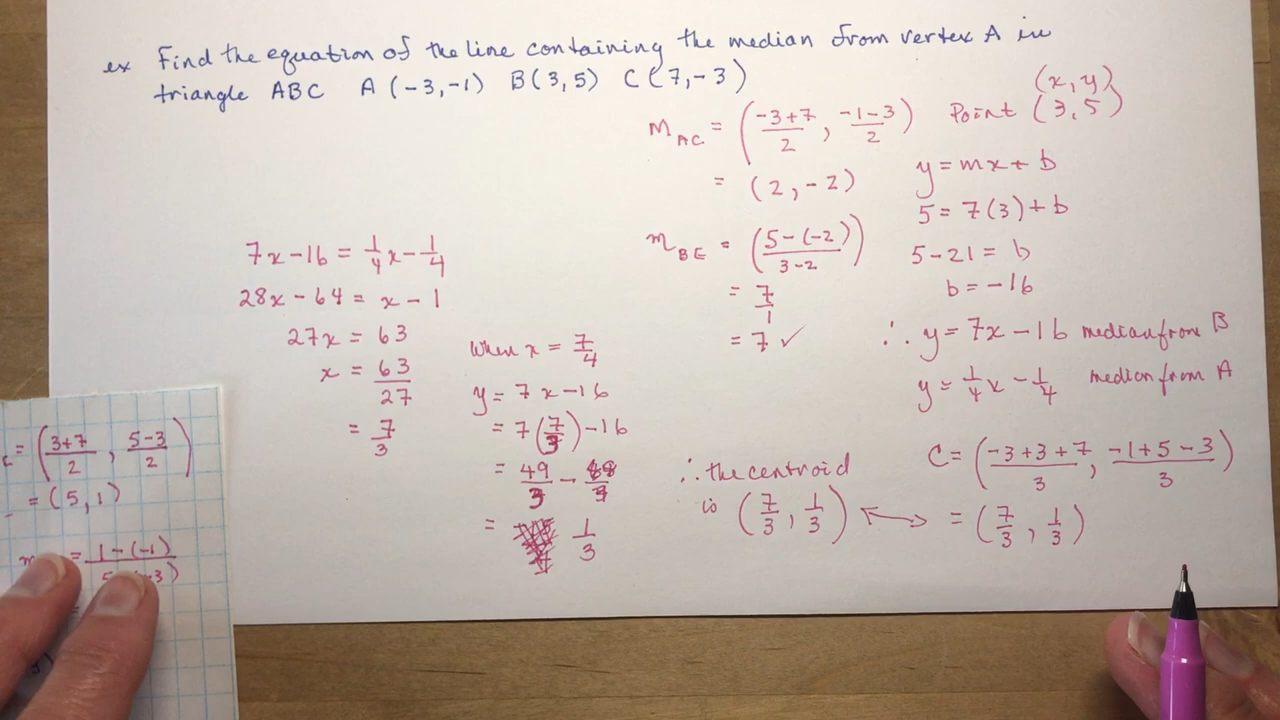 ex Find the equation of the line containing the median from vertex A in
triangle ABC A(-3,-1) B(3,5) C(7,-3)
M_AC = ((-3+7)/2, (-1-3)/2)
= (2, -2)
m_BE = ((5-(-2))/(3-2))
= 7/1
= 7 ✓
(x, y)
Point (3, 5)
y = mx + b
5 = 7(3) + b
5-21 = b
b = -16
∴ y = 7x - 16 median from B
y = 1/4 x - 1/4 median from A
7x-16 = 1/4 x - 1/4
28x - 64 = x - 1
27x = 63
x = 63/27
= 7/3
When x = 7/4
y = 7x - 16
= 7(7/3) - 16
= 49/3 - 48/3
= 1/3
∴ the centroid
is (7/3, 1/3) ↔
C = ((-3+3+7)/3, (-1+5-3)/3)
= (7/3, 1/3)
= ((3+7)/2, (5-3)/2)
= (5, 1)
= 1-(-1)